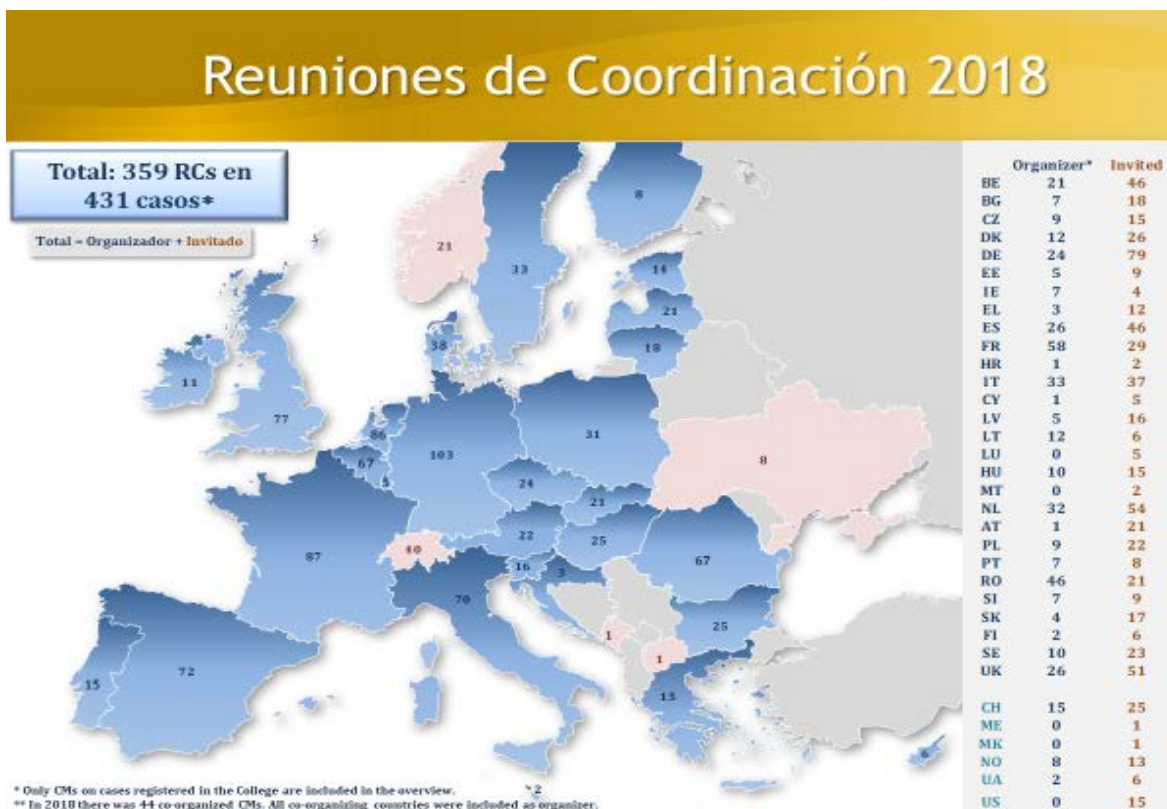 Reuniones de Coordinación 2018
Total: 359 RCs en
431 casos*
Total = Organizador + Invitado
21
33
8
14
21
18
38
11
77
86
67
5
103
31
24
21
8
22
25
87
40
16
3
70
67
25
1
1
15
72
15
6
2
Organizer* Invited
BE 21 46
BG 7 18
CZ 9 15
DK 12 26
DE 24 79
EE 5 9
IE 7 4
EL 3 12
ES 26 46
FR 58 29
HR 1 2
IT 33 37
CY 1 5
LV 5 16
LT 12 6
LU 0 5
HU 10 15
MT 0 2
NL 32 54
AT 1 21
PL 9 22
PT 7 8
RO 46 21
SI 7 9
SK 4 17
FI 2 6
SE 10 23
UK 26 51
CH 15 25
ME 0 1
MK 0 1
NO 8 13
UA 2 6
US 0 15
* Only CMs on cases registered in the College are included in the overview.
** In 2018 there was 44 co-organized CMs. All co-organizing countries were included as organizer.